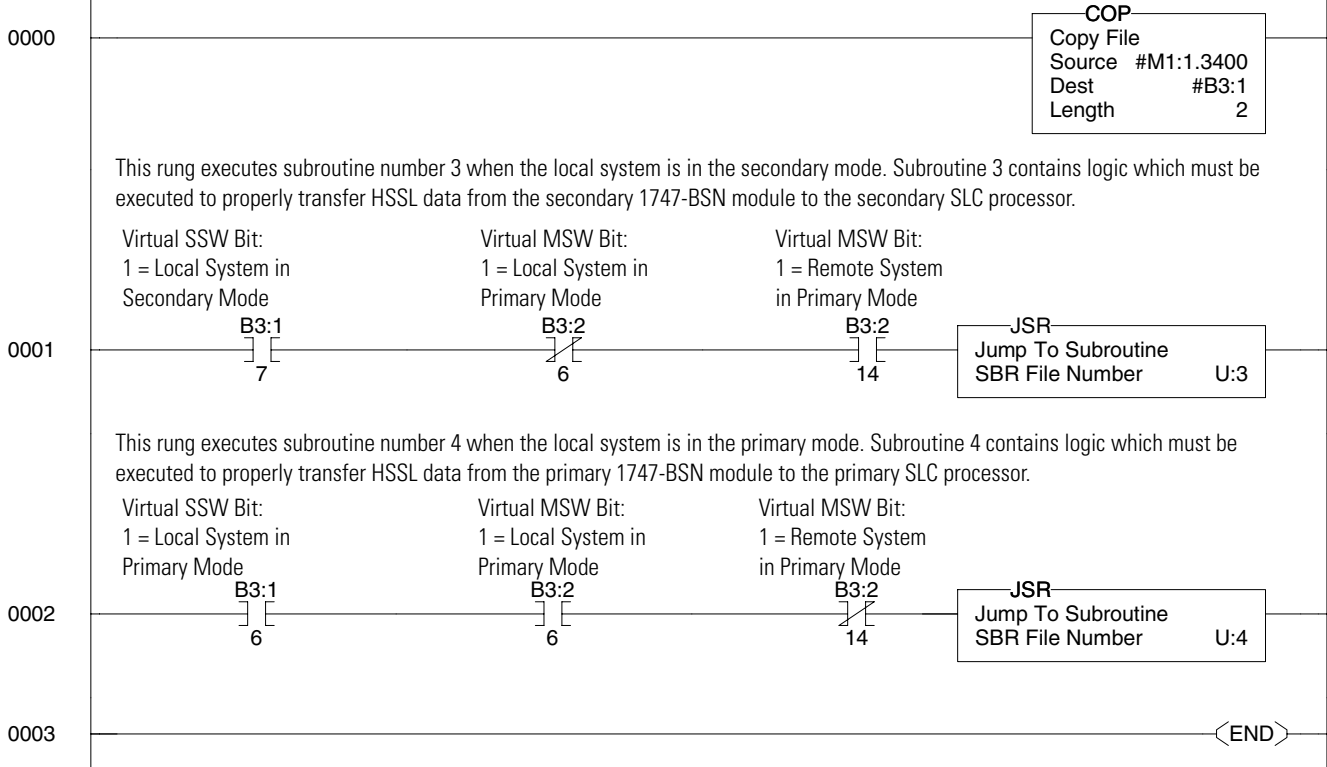 COP
0000
Copy File
Source #M1:1.3400
Dest #B3:1
Length 2
This rung executes subroutine number 3 when the local system is in the secondary mode. Subroutine 3 contains logic which must be
executed to properly transfer HSSL data from the secondary 1747-BSN module to the secondary SLC processor.
Virtual SSW Bit: Virtual MSW Bit: Virtual MSW Bit:
1 = Local System in 1 = Local System in 1 = Remote System
Secondary Mode Primary Mode in Primary Mode
B3:1 B3:2 B3:2 JSR
0001 Jump To Subroutine
7 6 14 SBR File Number U:3
This rung executes subroutine number 4 when the local system is in the primary mode. Subroutine 4 contains logic which must be
executed to properly transfer HSSL data from the primary 1747-BSN module to the primary SLC processor.
Virtual SSW Bit: Virtual MSW Bit: Virtual MSW Bit:
1 = Local System in 1 = Local System in 1 = Remote System
Primary Mode Primary Mode in Primary Mode
B3:1 B3:2 B3:2 JSR
0002 Jump To Subroutine
6 6 14 SBR File Number U:4
0003 END